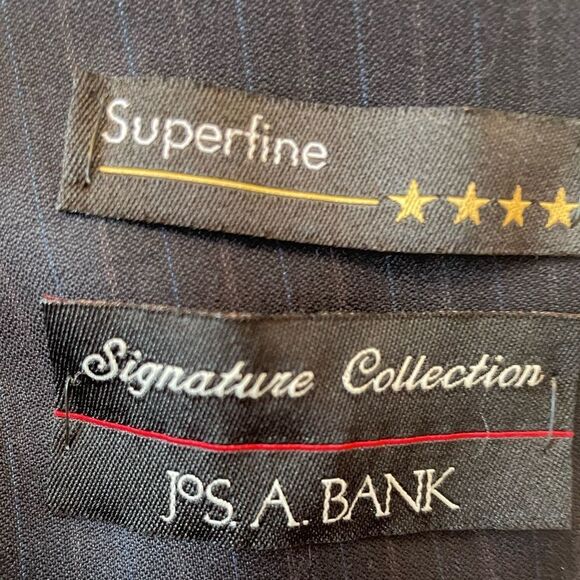 Superfine
Signature Collection
JOS. A. BANK